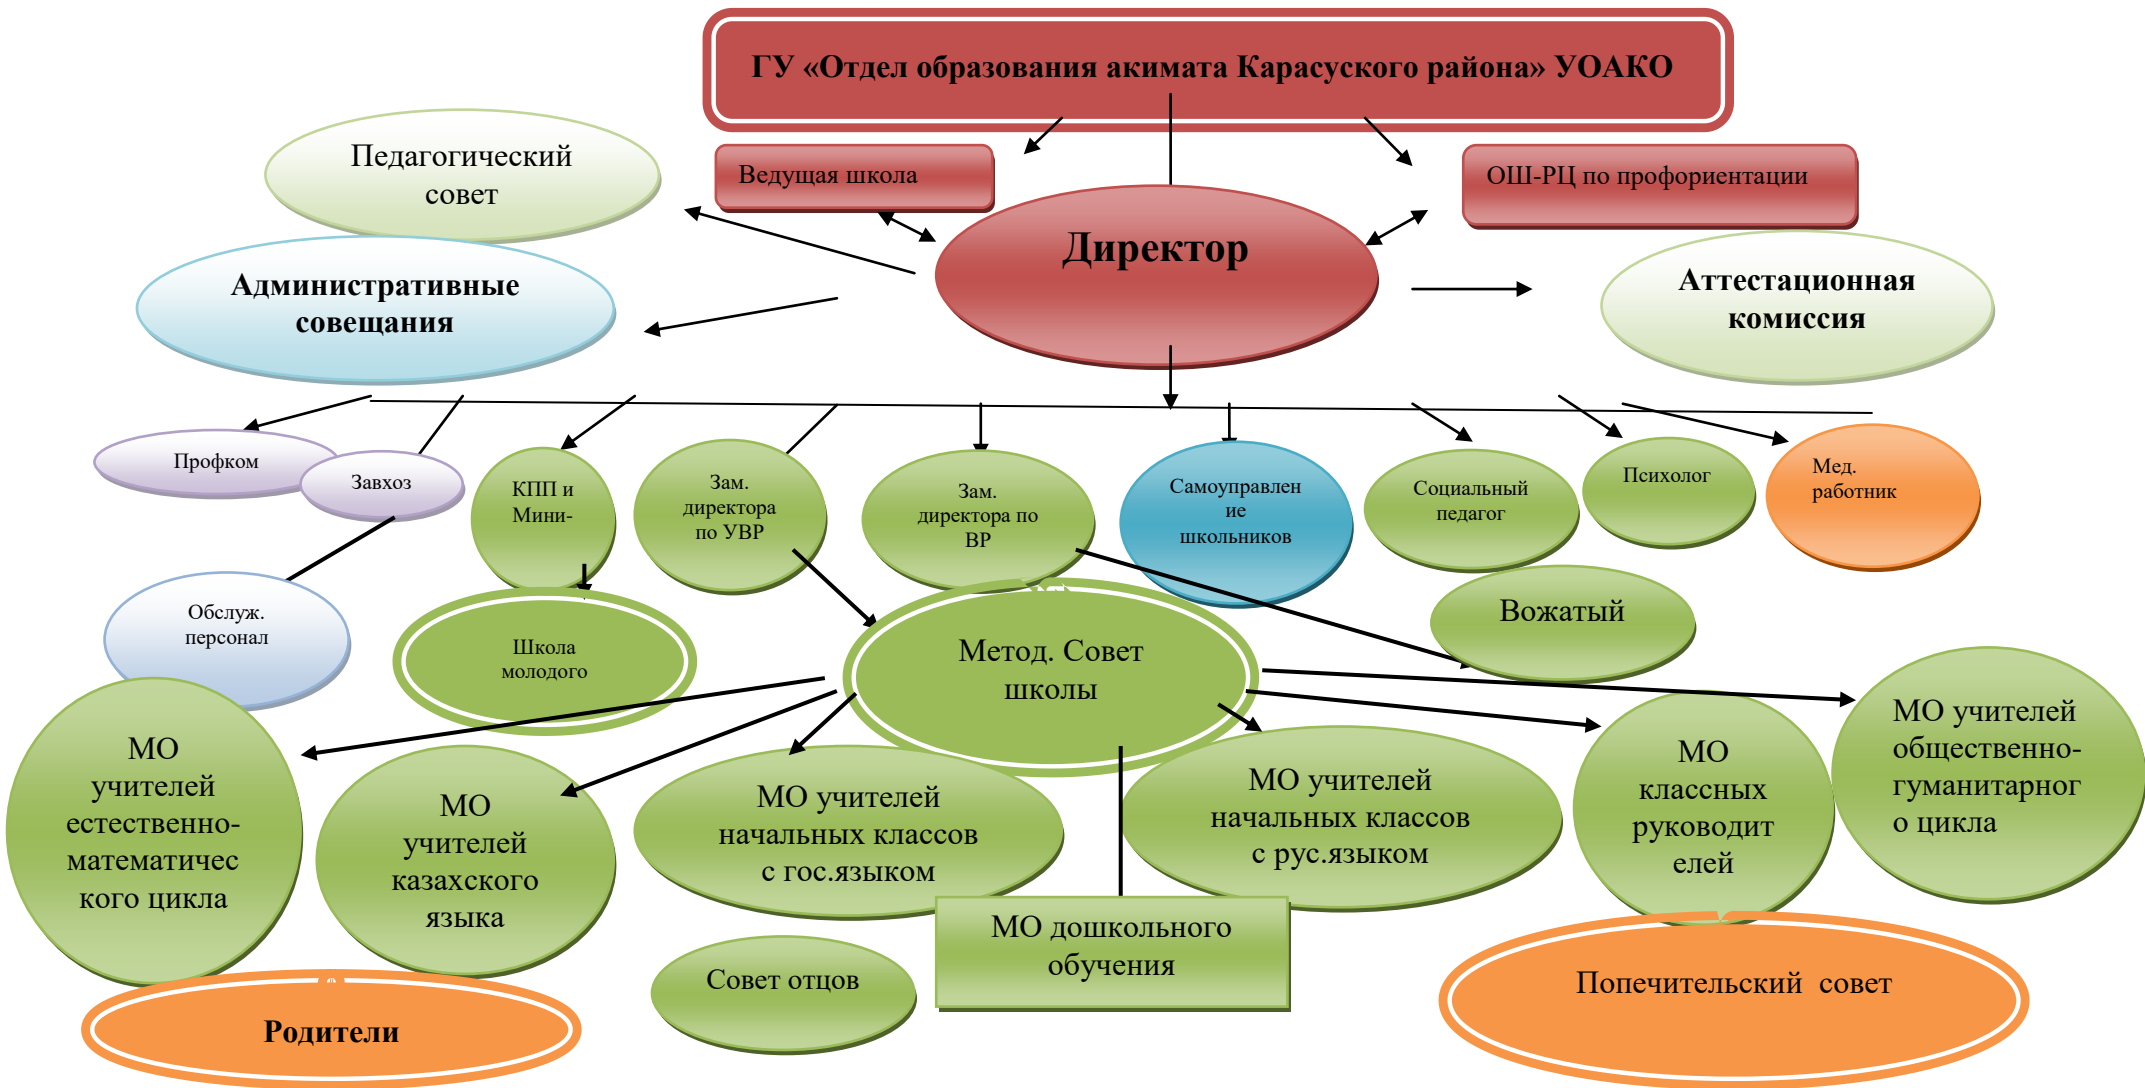 ГУ «Отдел образования акимата Карасуского района» УОАКО
Педагогический
совет
Ведущая школа
ОШ-РЦ по профориентации
Директор
Административные
совещания
Аттестационная
комиссия
Профком
Завхоз
КПП и
Мини-
Зам.
директора
по УВР
Зам.
директора по
ВР
Самоуправлен
ие
школьников
Социальный
педагог
Психолог
Мед.
работник
Обслуж.
персонал
Школа
молодого
Метод. Совет
школы
Вожатый
МО
учителей
естественно-
математичес
кого цикла
МО
учителей
казахского
языка
МО учителей
начальных классов
с гос.языком
МО учителей
начальных классов
с рус.языком
МО
классных
руководит
елей
МО учителей
общественно-
гуманитарног
о цикла
МО дошкольного
обучения
Совет отцов
Родители
Попечительский  совет